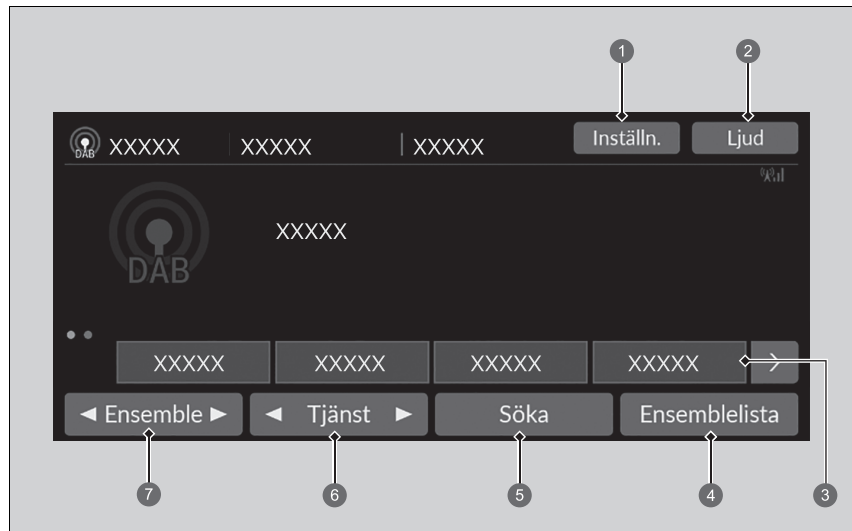 1 2
DAB XXXXX XXXXX XXXXX Inställn. Ljud
DAB XXXXX
XXXXX XXXXX XXXXX XXXXX
◄ Ensemble ► ◄ Tjänst ► Söka Ensemblelista
7 6 5 4 3